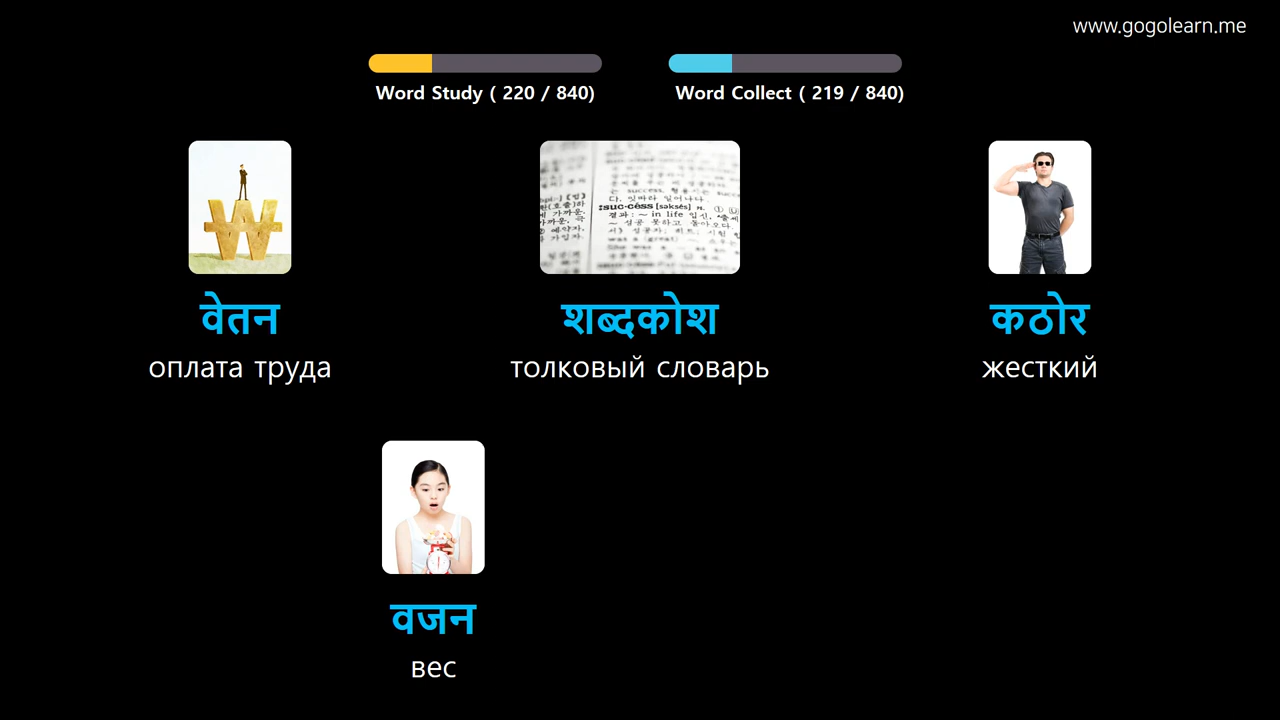 www.gogolearn.me
Word Study ( 220 / 840)
Word Collect ( 219 / 840)
वेतन
оплата труда
शब्दकोश
толковый словарь
कठोर
жесткий
वजन
вес